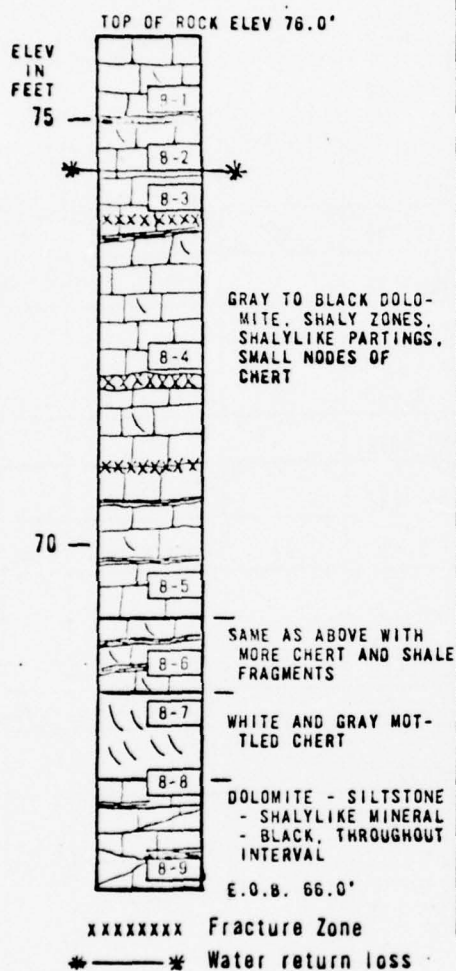 TOP OF ROCK ELEV 76.0'
ELEV
IN
FEET
75
8-1
8-2
8-3
GRAY TO BLACK DOLO-
MITE, SHALY ZONES,
SHALYLIKE PARTINGS,
SMALL NODES OF
CHERT
8-4
70
8-5
SAME AS ABOVE WITH
MORE CHERT AND SHALE
FRAGMENTS
8-6
8-7
WHITE AND GRAY MOT-
TLED CHERT
8-8
DOLOMITE - SILTSTONE
- SHALYLIKE MINERAL
- BLACK, THROUGHOUT
INTERVAL
8-9
E.O.B. 66.0'
xxxxxxxx Fracture Zone
Water return loss